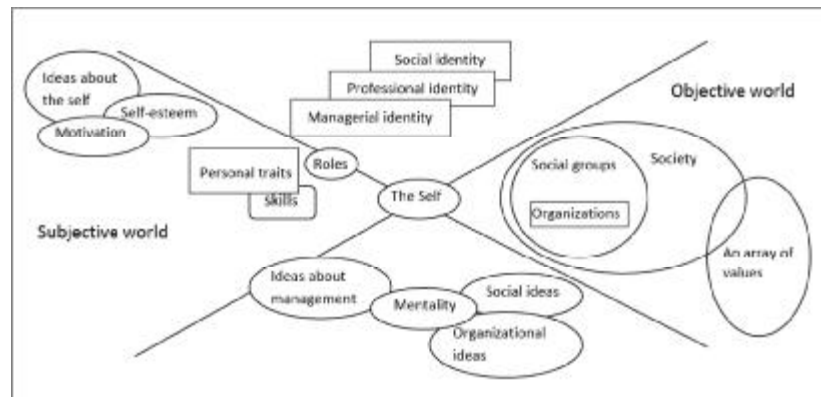 Social identity
Professional identity
Managerial identity
Ideas about
the self
Self-esteem
Motivation
Objective world
Roles
Personal traits
Skills
The Self
Social groups
Society
Organizations
An array of
values
Subjective world
Ideas about
management
Mentality
Social ideas
Organizational
ideas